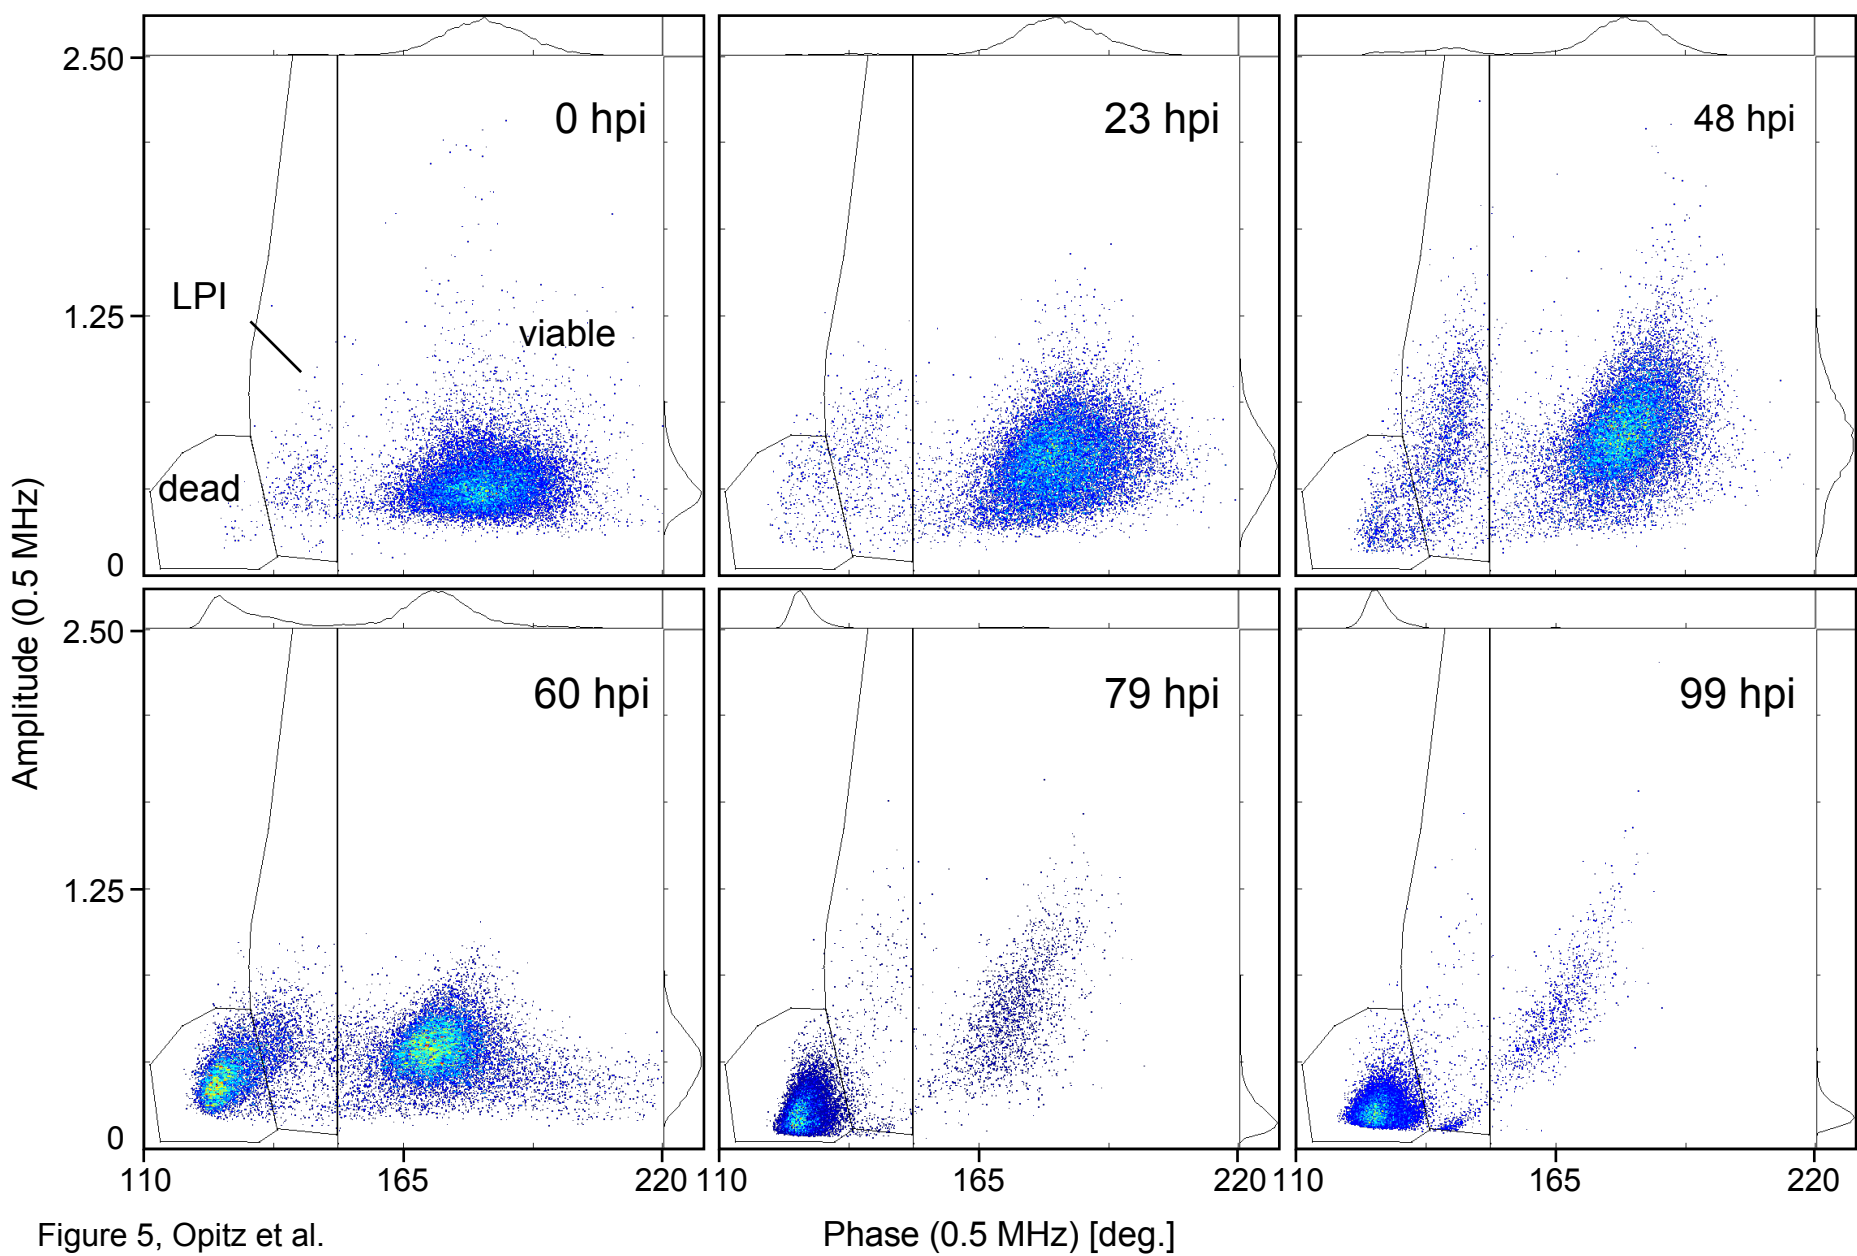 2.50
0 hpi
23 hpi
48 hpi
LPI
1.25
viable
dead
0
Amplitude (0.5 MHz)
2.50
60 hpi
79 hpi
99 hpi
1.25
0
110 165 220 110 165 220 110 165 220
Phase (0.5 MHz) [deg.]
Figure 5, Opitz et al.